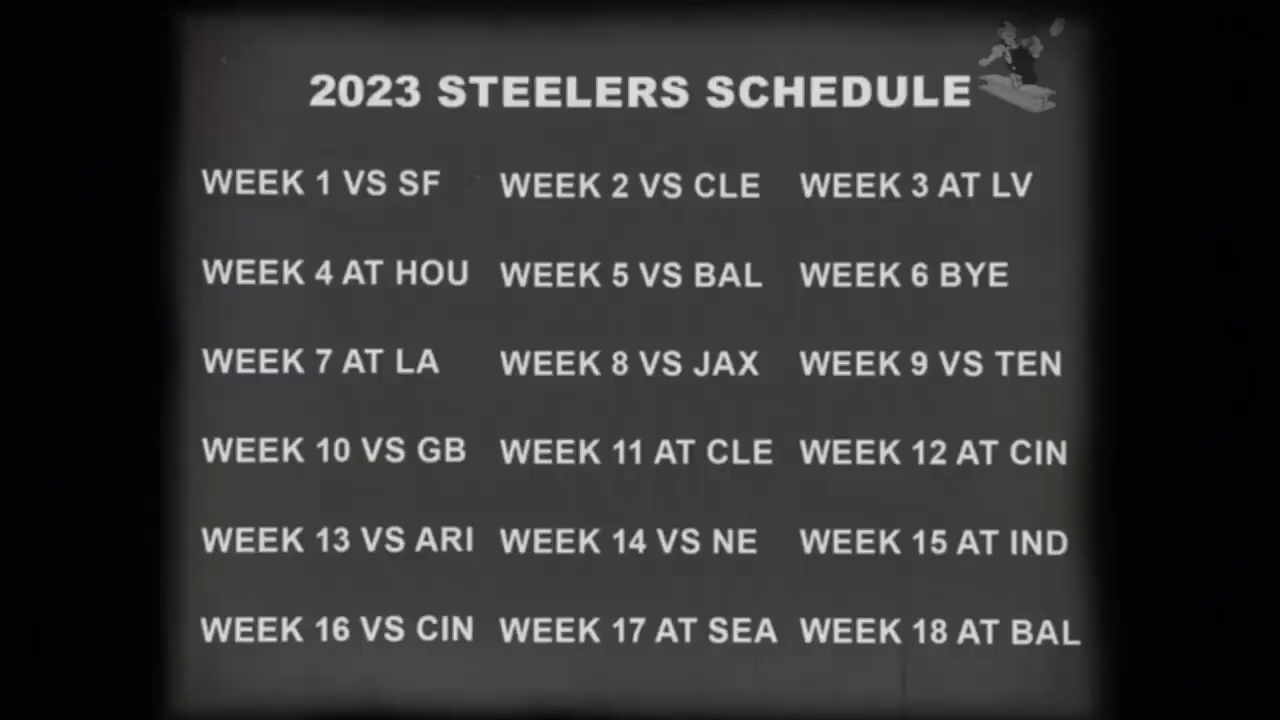 2023 STEELERS SCHEDULE
WEEK 1 VS SF WEEK 2 VS CLE WEEK 3 AT LV
WEEK 4 AT HOU WEEK 5 VS BAL WEEK 6 BYE
WEEK 7 AT LA WEEK 8 VS JAX WEEK 9 VS TEN
WEEK 10 VS GB WEEK 11 AT CLE WEEK 12 AT CIN
WEEK 13 VS ARI WEEK 14 VS NE WEEK 15 AT IND
WEEK 16 VS CIN WEEK 17 AT SEA WEEK 18 AT BAL